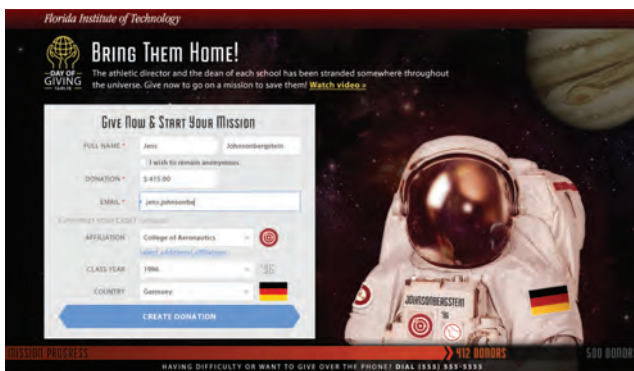 Florida Institute of Technology
BRING THEM HOME!
DAY OF
GIVING
The athletic director and the dean of each school has been stranded somewhere throughout
the universe. Give now to go on a mission to save them! Watch video »
GIVE NOW & START YOUR MISSION
FULL NAME * Jens Johnsonbergstein
I wish to remain anonymous.
DONATION * $ 415.00
EMAIL * jens.johnsonbe
AFFILIATION College of Aeronautics
Select additional affiliations
CLASS YEAR 1996 '96
COUNTRY Germany
CREATE DONATION
JOHNSONBERGSTEIN
'96
MISSION PROGRESS 412 DONORS 500 DONOR
HAVING DIFFICULTY OR WANT TO GIVE OVER THE PHONE? DIAL (555) 555-5555